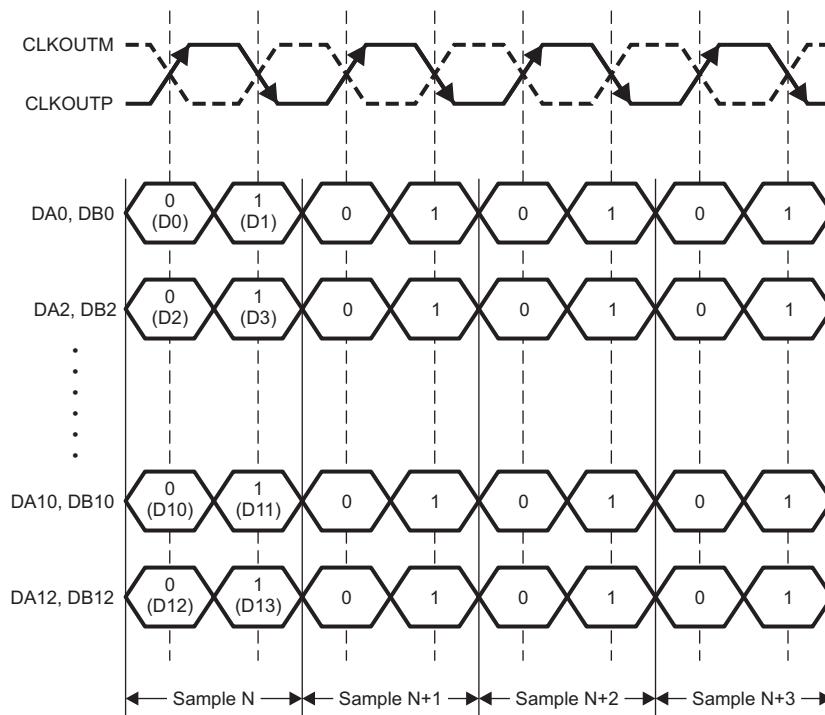 CLKOUTM
CLKOUTP
DA0, DB0
0 (D0) 1 (D1) 0 1 0 1 0 1
DA2, DB2
0 (D2) 1 (D3) 0 1 0 1 0 1
DA10, DB10
0 (D10) 1 (D11) 0 1 0 1 0 1
DA12, DB12
0 (D12) 1 (D13) 0 1 0 1 0 1
Sample N Sample N+1 Sample N+2 Sample N+3